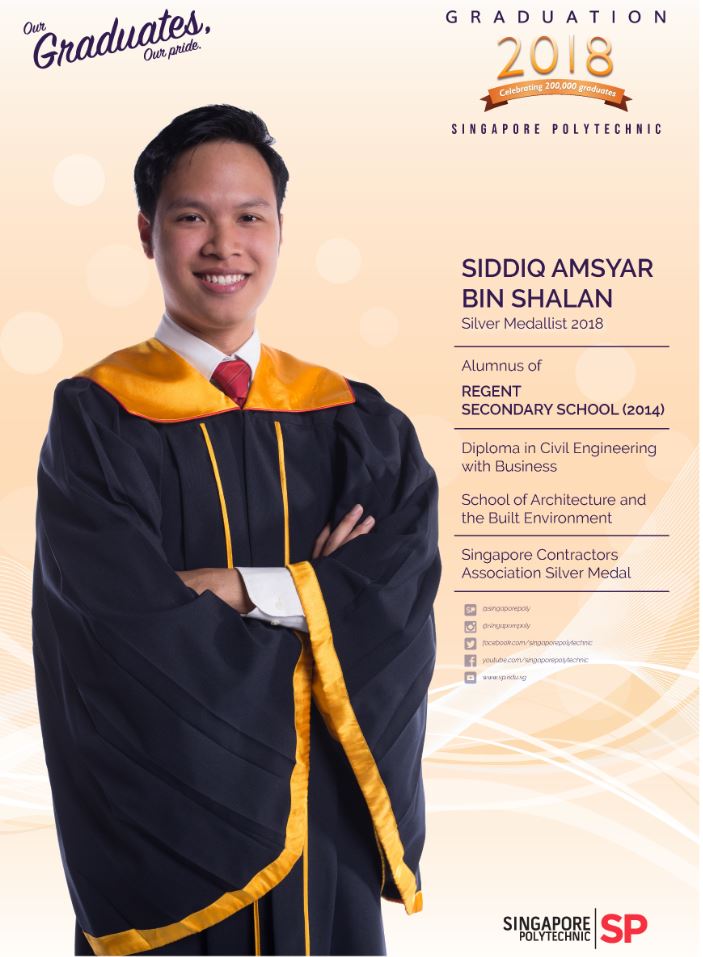 Our
Graduates,
Our pride.
GRADUATION
2018
Celebrating 200,000 graduates
SINGAPORE POLYTECHNIC
SIDDIQ AMSYAR
BIN SHALAN
Silver Medallist 2018
Alumnus of
REGENT
SECONDARY SCHOOL (2014)
Diploma in Civil Engineering
with Business
School of Architecture and
the Built Environment
Singapore Contractors
Association Silver Medal
SP @singaporepoly
@singaporepoly
facebook.com/singaporepolytechnic
youtube.com/singaporepolytechnic
www.sp.edu.sg
SINGAPORE
POLYTECHNIC
SP